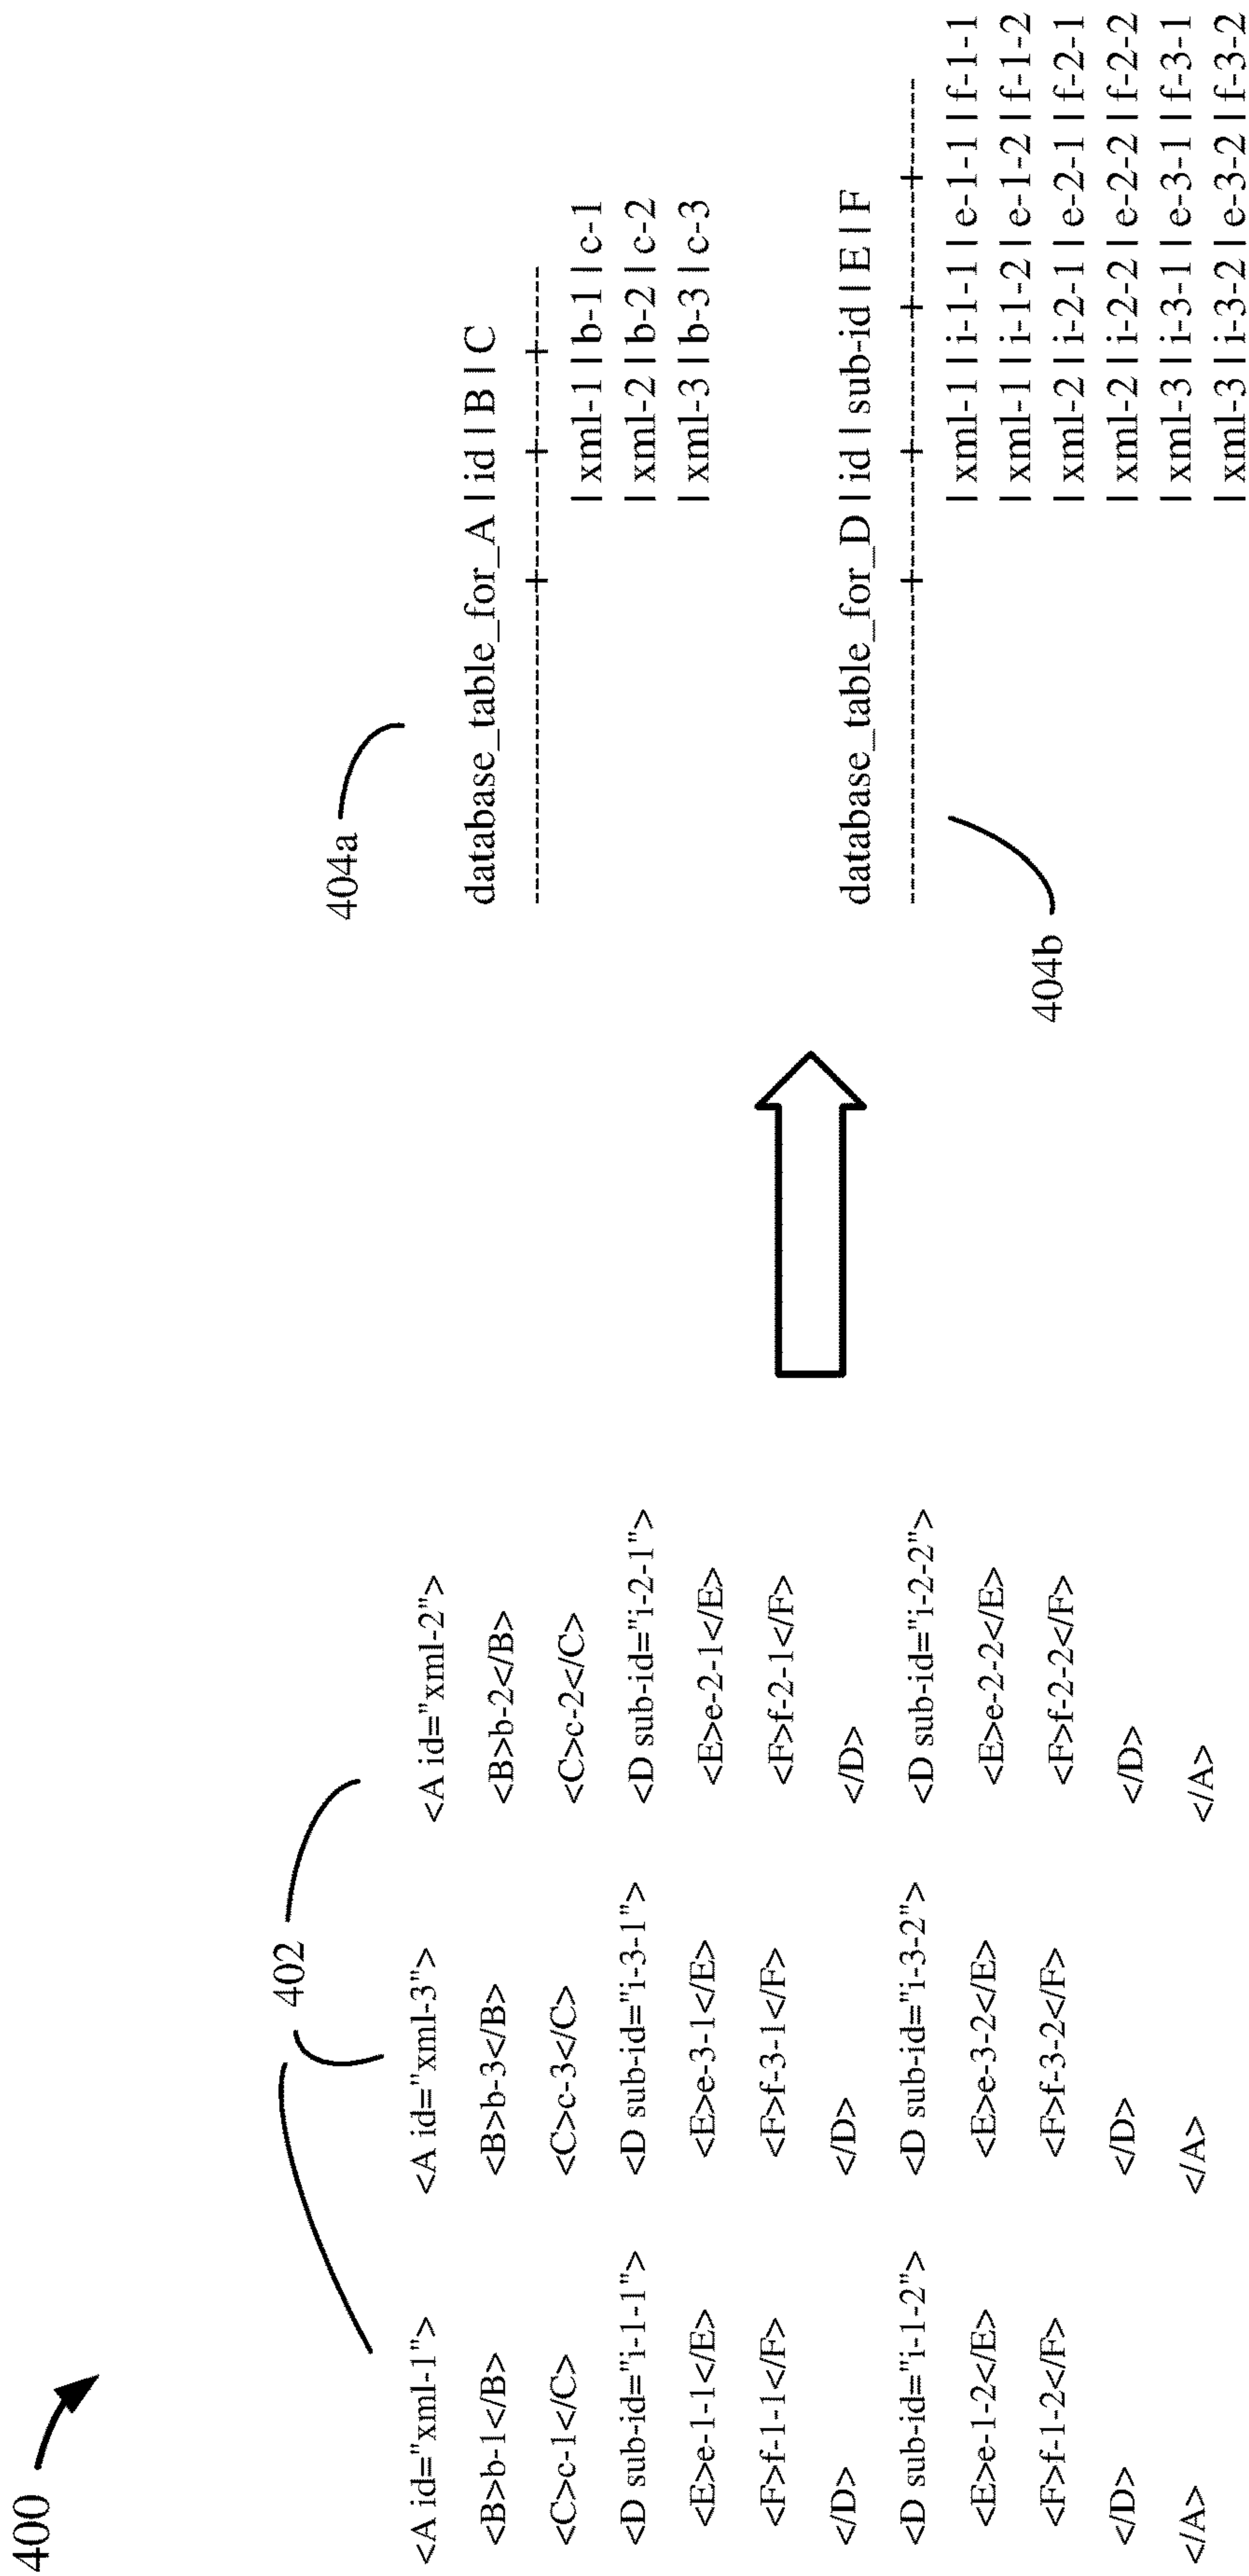 400
402
<A id="xml-1">
<B>b-1</B>
<C>c-1</C>
<D sub-id="i-1-1">
<E>e-1-1</E>
<F>f-1-1</F>
</D>
<D sub-id="i-1-2">
<E>e-1-2</E>
<F>f-1-2</F>
</D>
</A>
<A id="xml-3">
<B>b-3</B>
<C>c-3</C>
<D sub-id="i-3-1">
<E>e-3-1</E>
<F>f-3-1</F>
</D>
<D sub-id="i-3-2">
<E>e-3-2</E>
<F>f-3-2</F>
</D>
</A>
<A id="xml-2">
<B>b-2</B>
<C>c-2</C>
<D sub-id="i-2-1">
<E>e-2-1</E>
<F>f-2-1</F>
</D>
<D sub-id="i-2-2">
<E>e-2-2</E>
<F>f-2-2</F>
</D>
</A>
404a
database_table_for_A | id | B | C
| xml-1 | b-1 | c-1
| xml-2 | b-2 | c-2
| xml-3 | b-3 | c-3
database_table_for_D | id | sub-id | E | F
| xml-1 | i-1-1 | e-1-1 | f-1-1
| xml-1 | i-1-2 | e-1-2 | f-1-2
| xml-2 | i-2-1 | e-2-1 | f-2-1
| xml-2 | i-2-2 | e-2-2 | f-2-2
| xml-3 | i-3-1 | e-3-1 | f-3-1
| xml-3 | i-3-2 | e-3-2 | f-3-2
404b